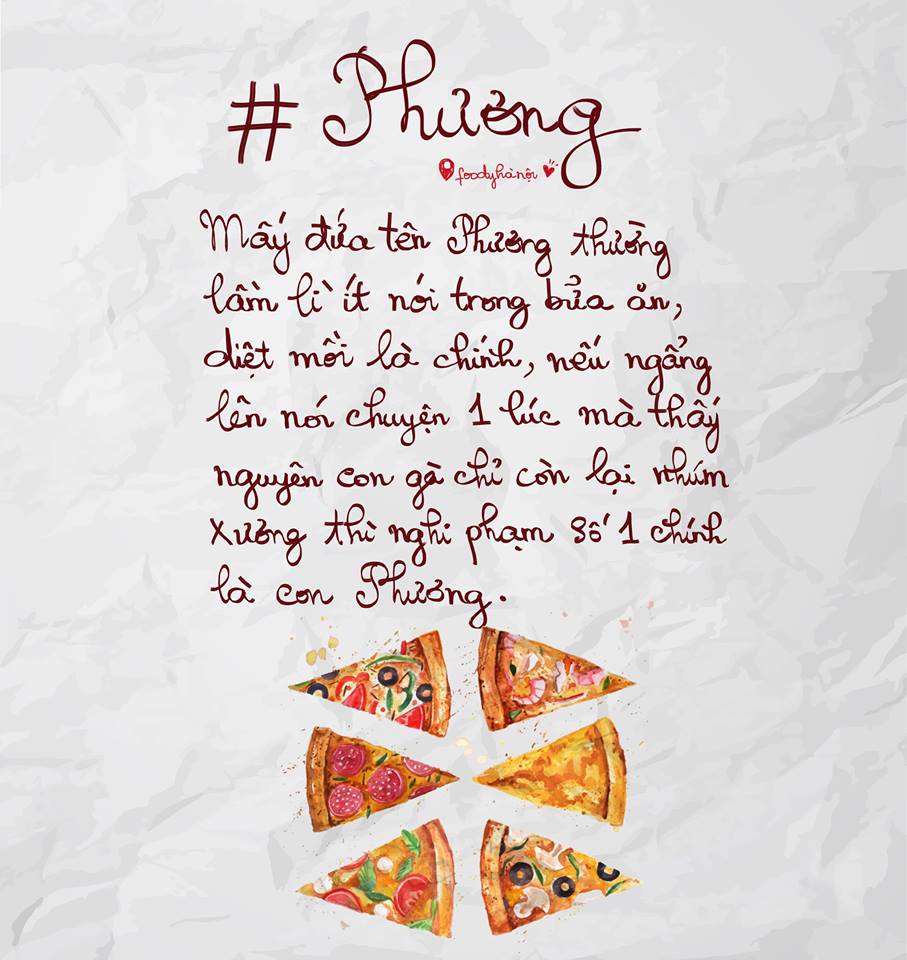 # Phương
foodyhànội
Mấy đứa tên Phương thường
lầm lì ít nói trong bửa ăn,
diệt mồi là chính, nếu ngẩng
lên nói chuyện 1 lúc mà thấy
nguyên con gà chỉ còn lại nhúm
xương thì nghi phạm số 1 chính
là con Phương.